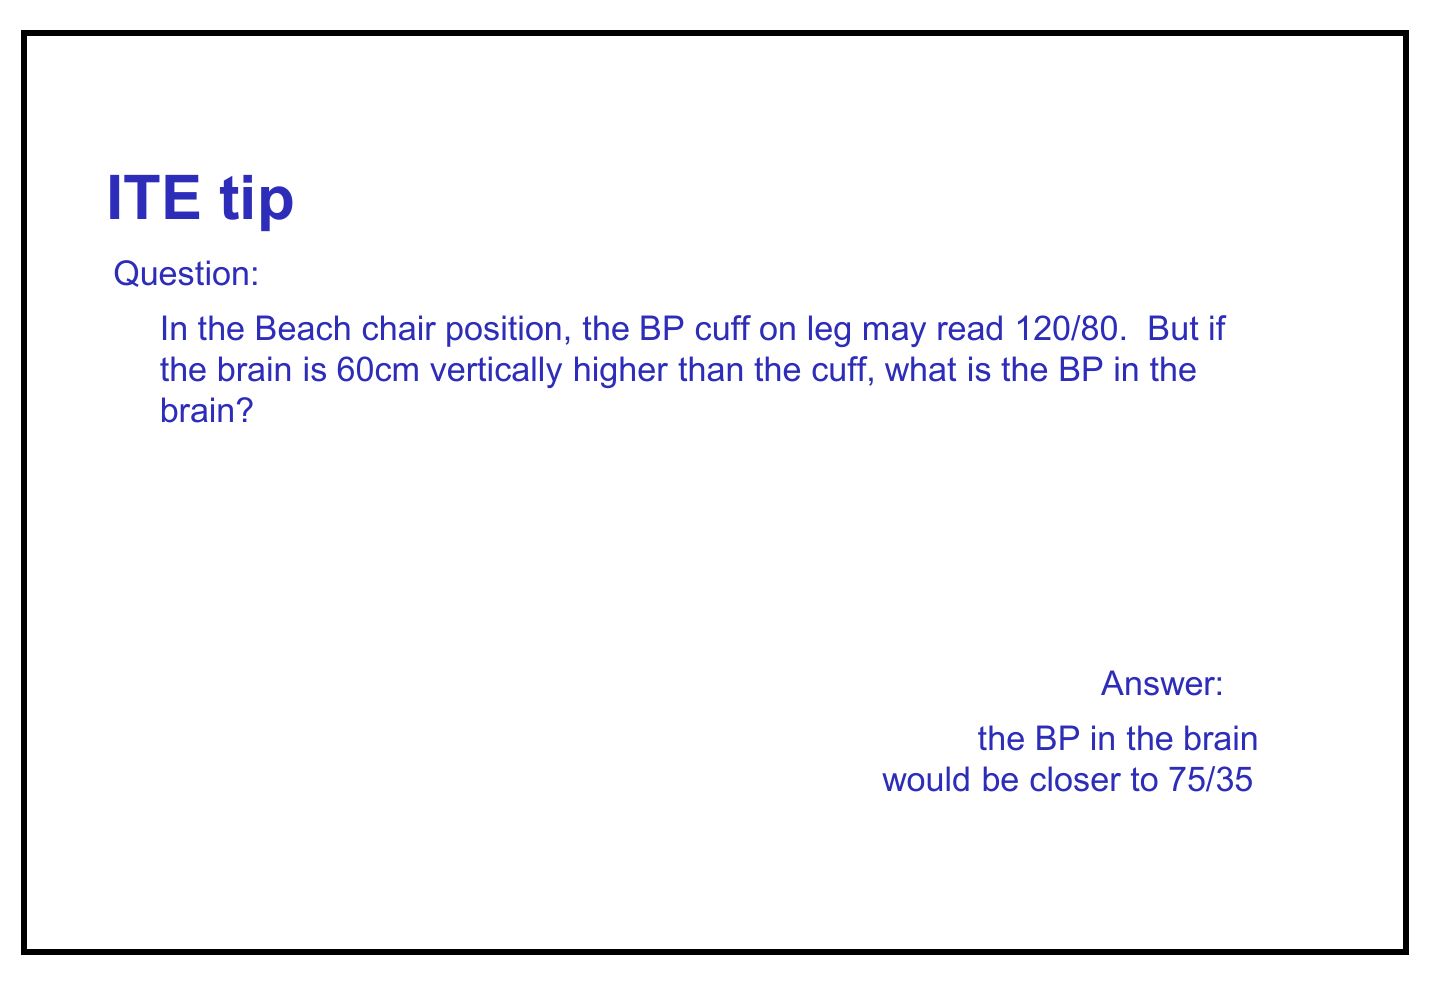 ITE tip
Question:
In the Beach chair position, the BP cuff on leg may read 120/80.  But if
the brain is 60cm vertically higher than the cuff, what is the BP in the
brain?
Answer:
the BP in the brain
would be closer to 75/35